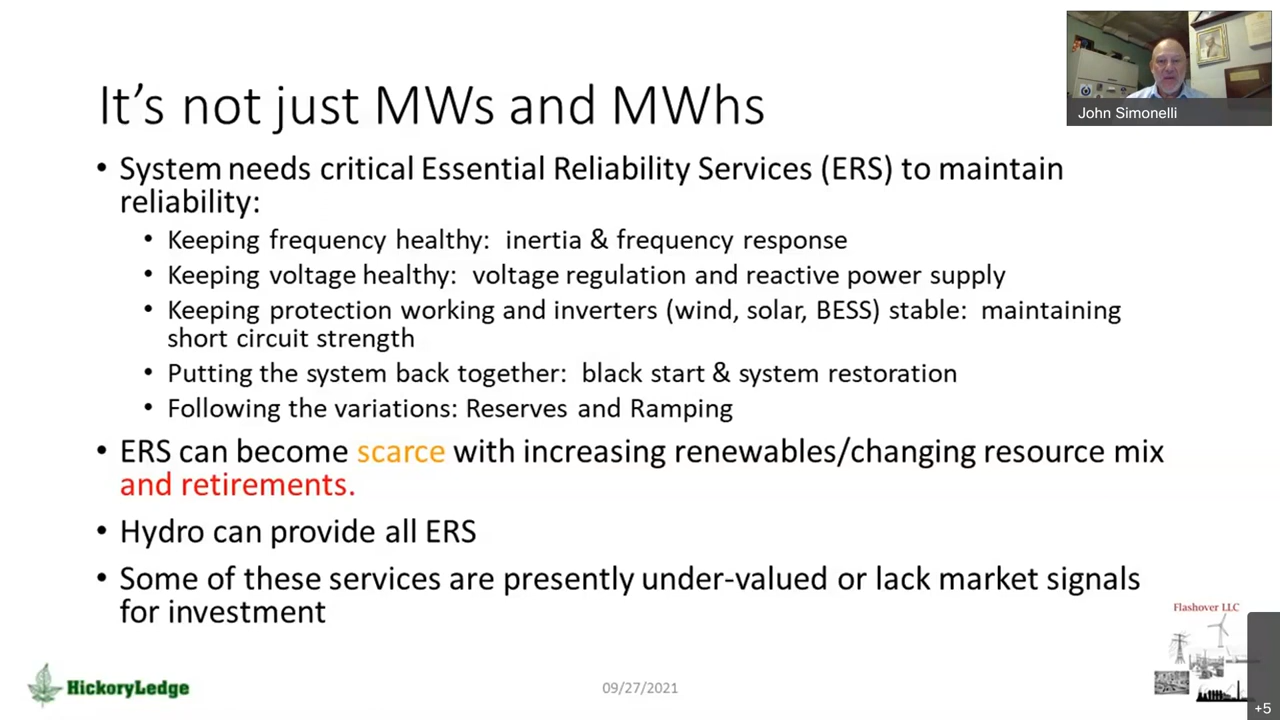 It's not just MWs and MWhs
John Simonelli
• System needs critical Essential Reliability Services (ERS) to maintain
reliability:
• Keeping frequency healthy: inertia & frequency response
• Keeping voltage healthy: voltage regulation and reactive power supply
• Keeping protection working and inverters (wind, solar, BESS) stable: maintaining
short circuit strength
• Putting the system back together: black start & system restoration
• Following the variations: Reserves and Ramping
• ERS can become scarce with increasing renewables/changing resource mix
and retirements.
• Hydro can provide all ERS
• Some of these services are presently under-valued or lack market signals
for investment
Flashover LLC
HickoryLedge
09/27/2021
+5